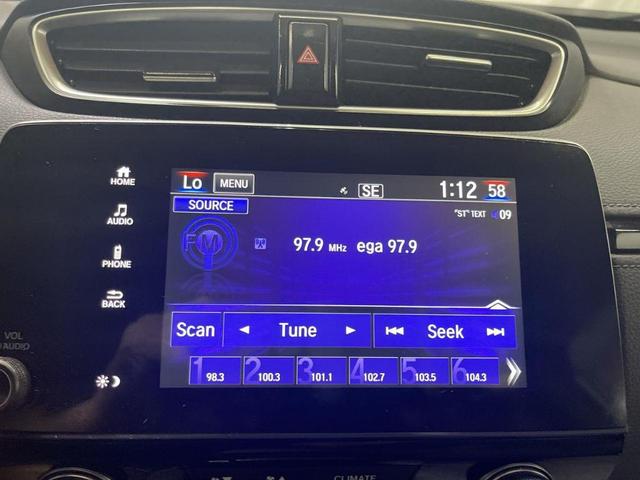 HOME
AUDIO
PHONE
BACK
VOL
AUDIO
Lo MENU SE 1:12 58
SOURCE "ST" TEXT 09
FM 97.9 MHz ega 97.9
Scan Tune Seek
1 98.3 2 100.3 3 101.1 4 102.7 5 103.5 6 104.3
CLIMATE